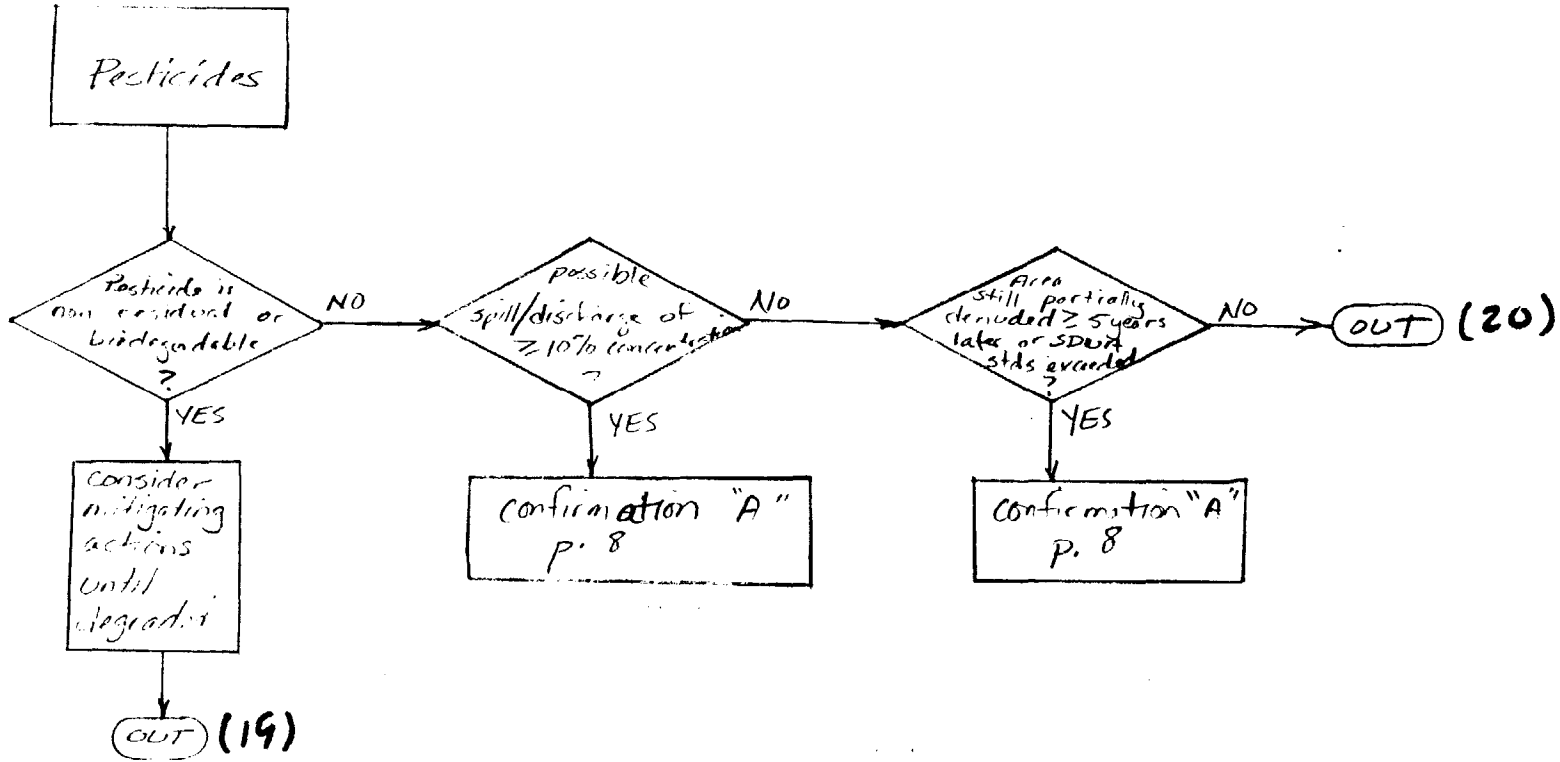 Pesticides
Pesticide is
non residual or
biodegradable
?
NO
YES
possible
spill/discharge of
≥10% concentration
?
NO
YES
Area
still partially
denuded ≥ 5 years
later or SDWA
stds exceeded
?
NO
YES
OUT (20)
consider
mitigating
actions
until
confirmation "A"
p. 8
confirmation "A"
p. 8
OUT (19)